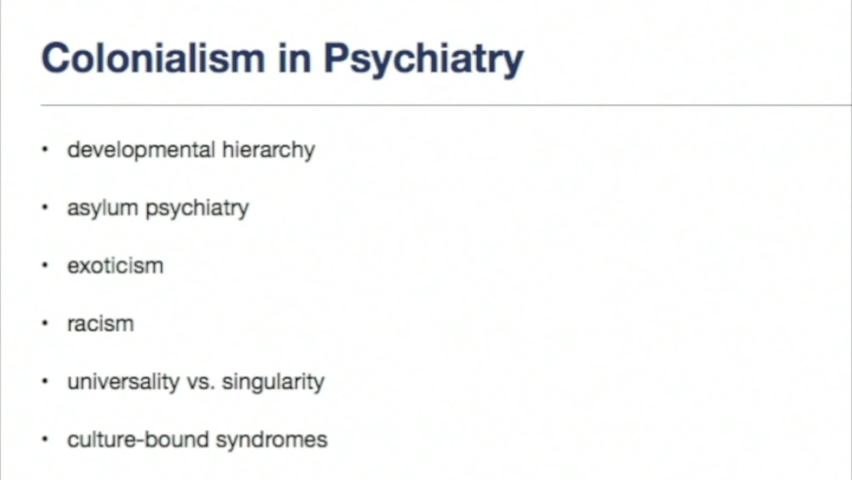 Colonialism in Psychiatry
• developmental hierarchy
• asylum psychiatry
• exoticism
• racism
• universality vs. singularity
• culture-bound syndromes